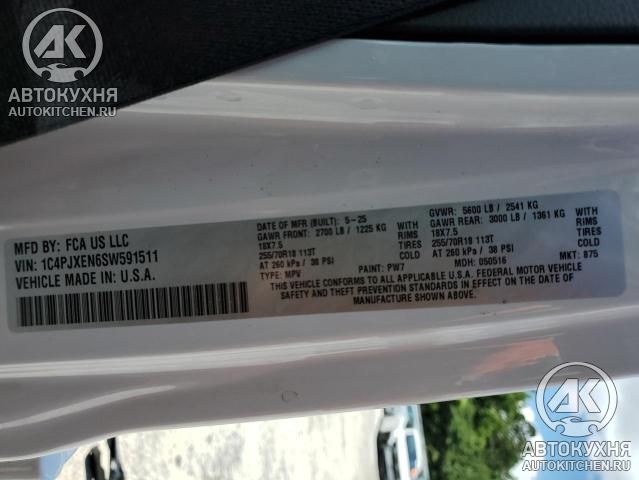 АК
АВТОКУХНЯ
AUTOKITCHEN.RU
MFD BY: FCA US LLC
VIN: 1C4PJXEN6SW591511
VEHICLE MADE IN U.S.A.
DATE OF MFR (BUILT): 5-25
GAWR FRONT: 2700 LB / 1225 KG
18X7.5 RIMS
255/70R18 113T TIRES
AT 260 kPa / 38 PSI COLD
TYPE: MPV PAINT: PW7
GVWR: 5600 LB / 2541 KG
GAWR REAR: 3000 LB / 1361 KG
18X7.5 RIMS
255/70R18 113T TIRES
AT 260 kPa / 38 PSI COLD
MDH: 050516 MKT: 875
THIS VEHICLE CONFORMS TO ALL APPLICABLE U.S.A. FEDERAL MOTOR VEHICLE
SAFETY AND THEFT PREVENTION STANDARDS IN EFFECT ON THE DATE OF
MANUFACTURE SHOWN ABOVE.
АК
АВТОКУХНЯ
AUTOKITCHEN.RU